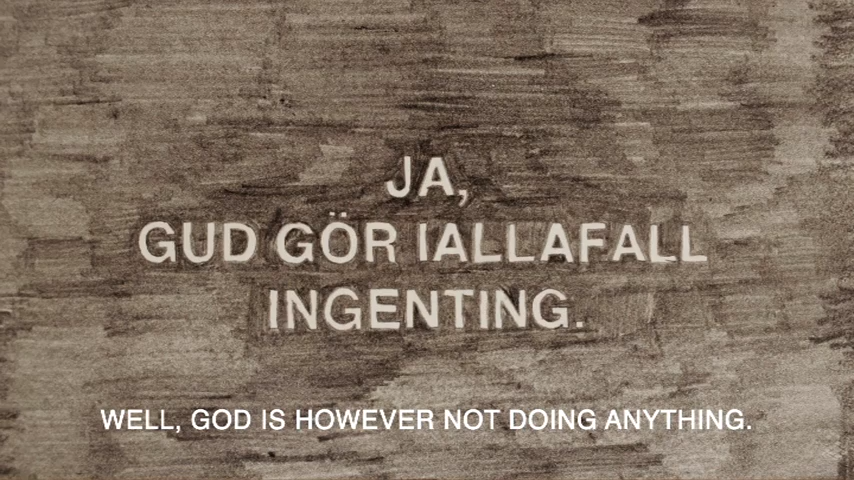 JA,
GUD GÖR IALLAFALL
INGENTING.
WELL, GOD IS HOWEVER NOT DOING ANYTHING.